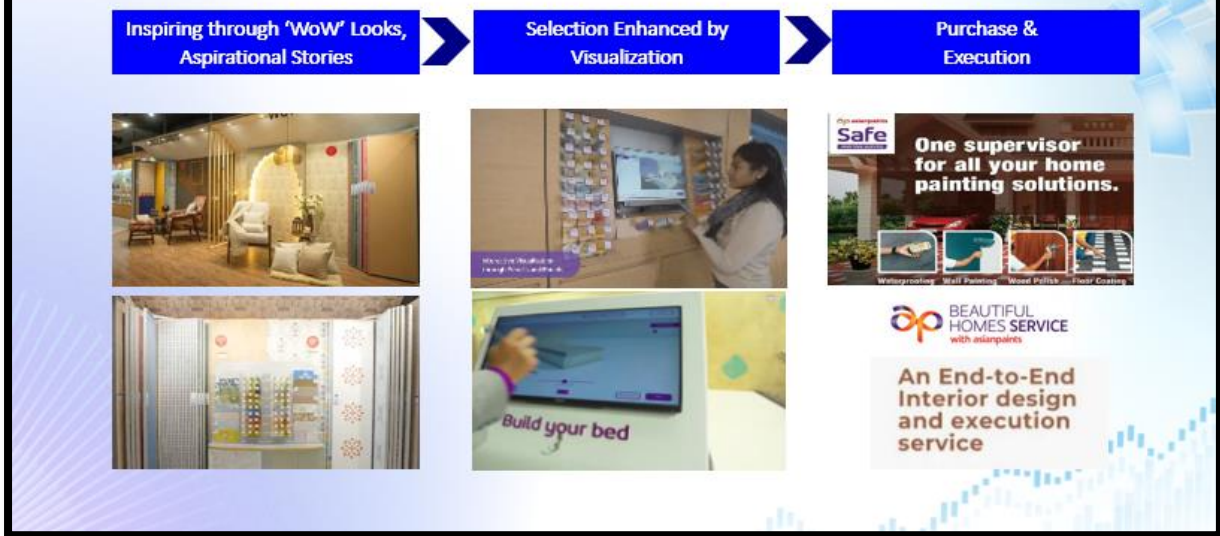 Inspiring through ‘WoW’ Looks,
Aspirational Stories
Selection Enhanced by
Visualization
Purchase &
Execution
asianpaints
Safe
One supervisor
for all your home
painting solutions.
Waterproofing Wall Painting Wood Polish Floor Coating
Build your bed
ap BEAUTIFUL
HOMES SERVICE
with asianpaints
An End-to-End
Interior design
and execution
service